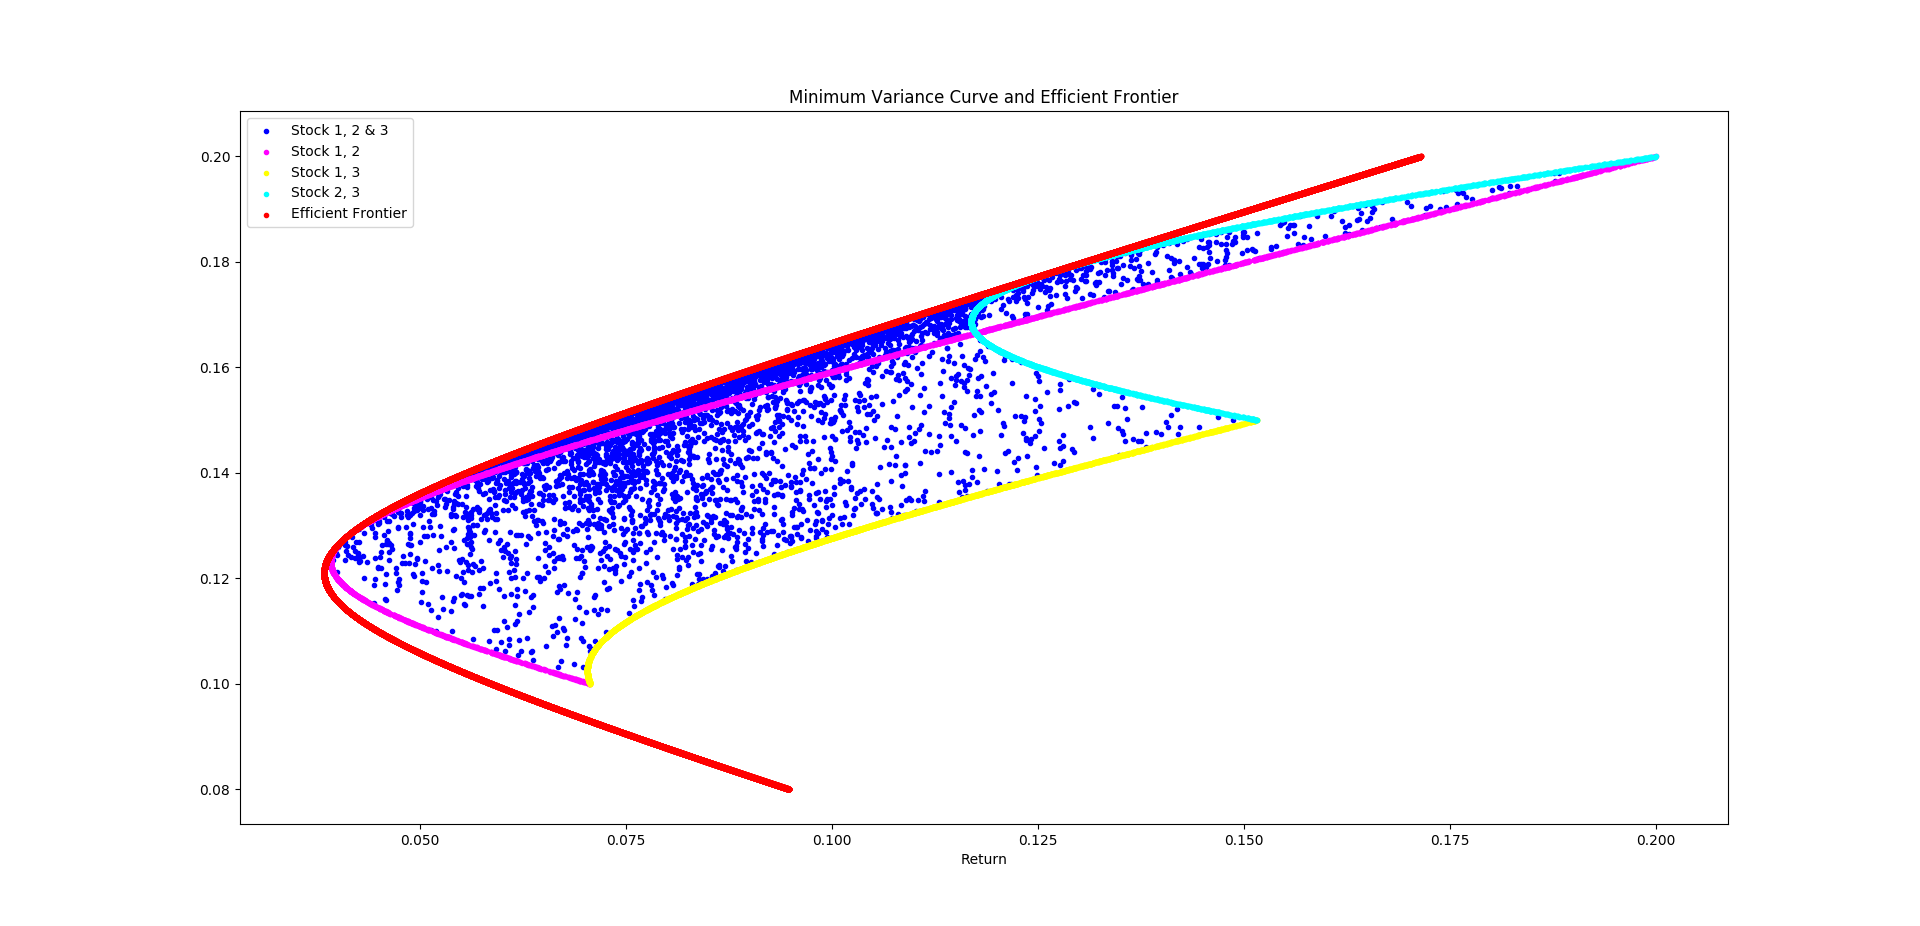 Minimum Variance Curve and Efficient Frontier
Stock 1, 2 & 3
Stock 1, 2
Stock 1, 3
Stock 2, 3
Efficient Frontier
0.20
0.18
0.16
0.14
0.12
0.10
0.08
0.050 0.075 0.100 0.125 0.150 0.175 0.200
Return